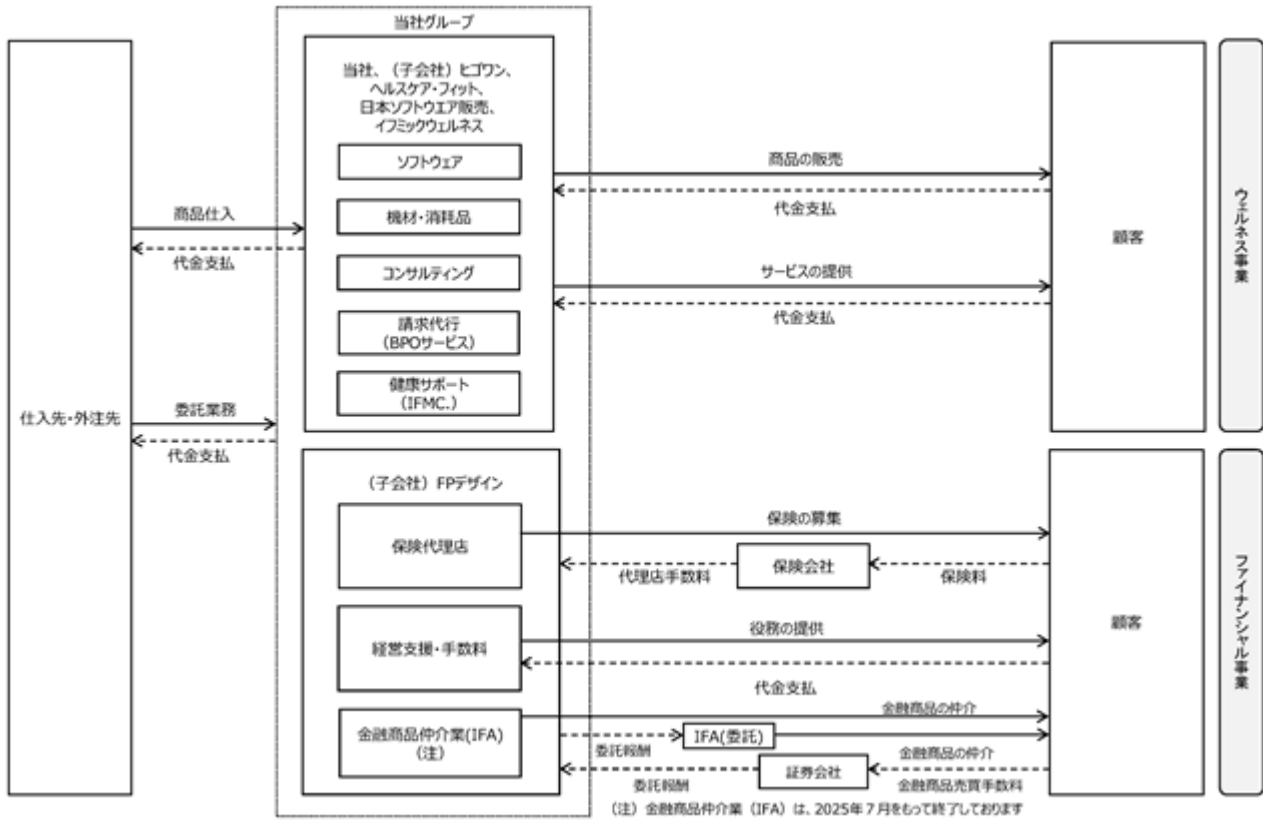 当社グループ
当社、（子会社）ヒゴワン、
ヘルスケア・フィット、
日本ソフトウエア販売、
イフミックウェルネス
ソフトウェア
機材・消耗品
コンサルティング
請求代行
(BPOサービス)
健康サポート
(IFMC.)
仕入先・外注先
商品仕入
代金支払
委託業務
代金支払
商品の販売
代金支払
サービスの提供
代金支払
顧客
ウェルネス事業
（子会社）FPデザイン
保険代理店
経営支援・手数料
金融商品仲介業(IFA)
（注）
保険の募集
代理店手数料
保険会社
保険料
役務の提供
代金支払
金融商品の仲介
委託報酬
IFA(委託)
金融商品の仲介
委託報酬
証券会社
金融商品売買手数料
顧客
ファイナンシャル事業
（注）金融商品仲介業（IFA）は、2025年７月をもって終了しております